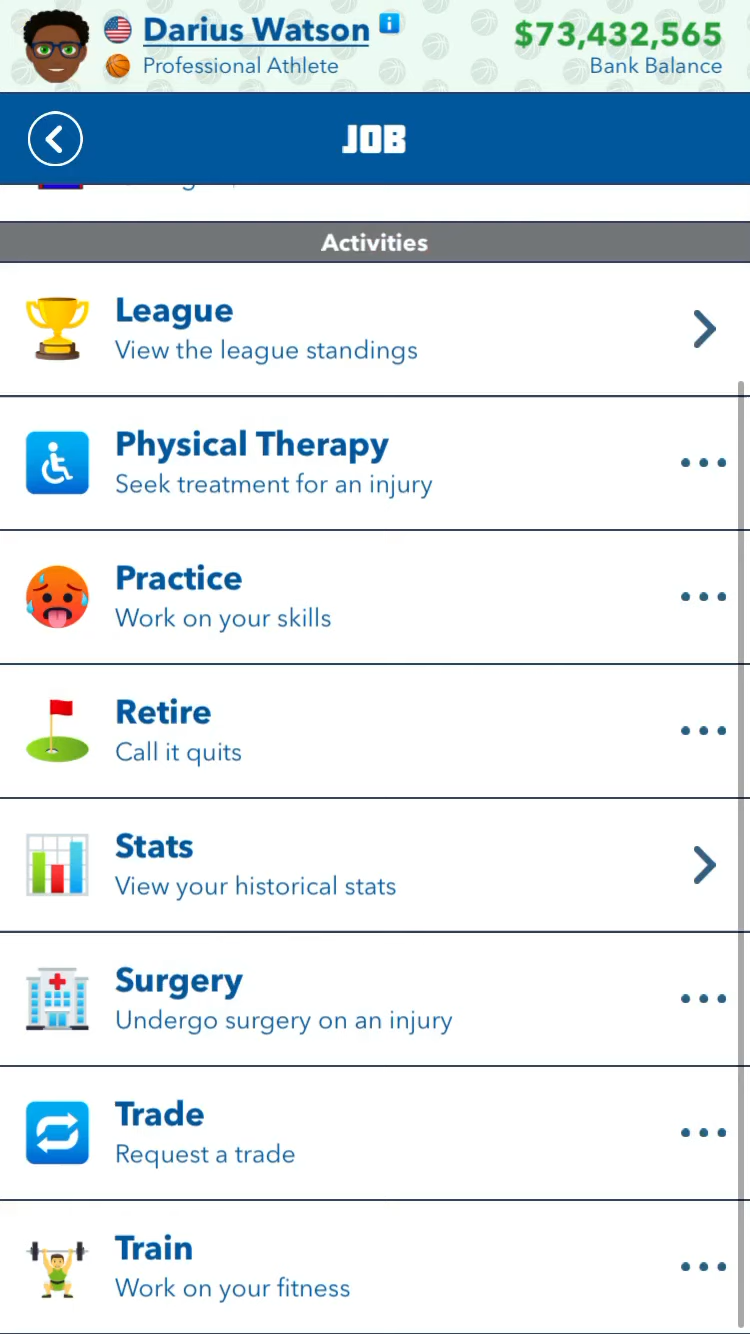 Darius Watson
$73,432,565
Professional Athlete
Bank Balance
JOB
Activities
League
View the league standings
Physical Therapy
Seek treatment for an injury
Practice
Work on your skills
Retire
Call it quits
Stats
View your historical stats
Surgery
Undergo surgery on an injury
Trade
Request a trade
Train
Work on your fitness